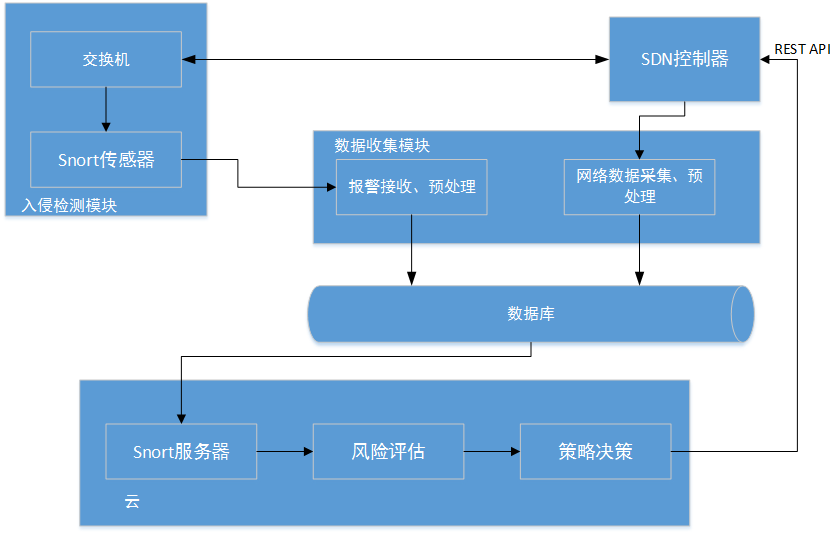 交换机
SDN控制器
REST API
数据收集模块
Snort传感器
报警接收、预处理
网络数据采集、预
处理
入侵检测模块
数据库
Snort服务器
风险评估
策略决策
云